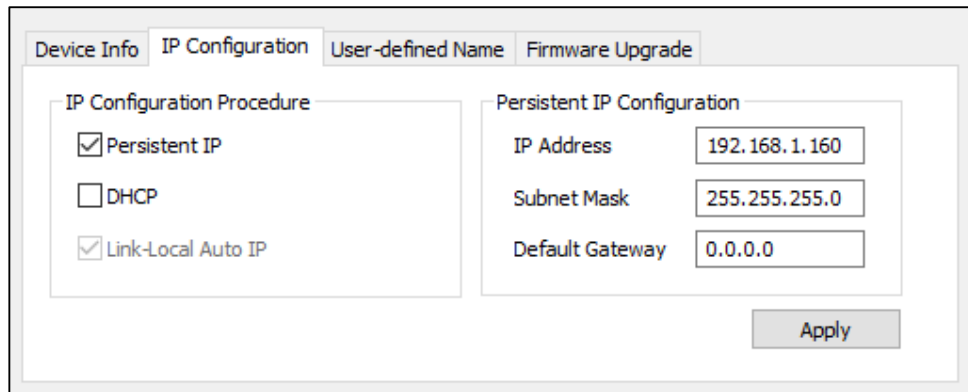 Device Info IP Configuration User-defined Name Firmware Upgrade
IP Configuration Procedure
Persistent IP
DHCP
Link-Local Auto IP
Persistent IP Configuration
IP Address 192.168.1.160
Subnet Mask 255.255.255.0
Default Gateway 0.0.0.0
Apply